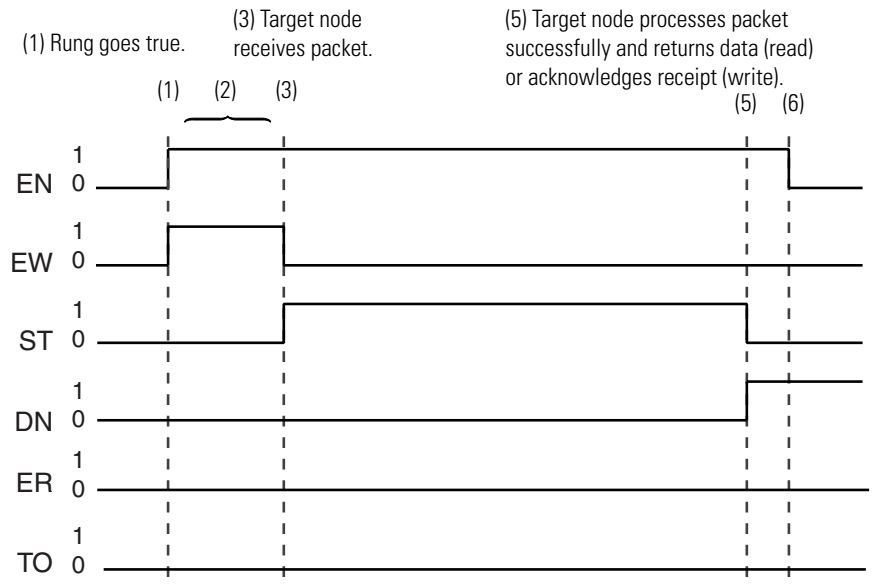 (1) Rung goes true.
(3) Target node
receives packet.
(5) Target node processes packet
successfully and returns data (read)
or acknowledges receipt (write).
(1) (2) (3) (5) (6)
1
EN 0
1
EW 0
1
ST 0
1
DN 0
1
ER 0
1
TO 0